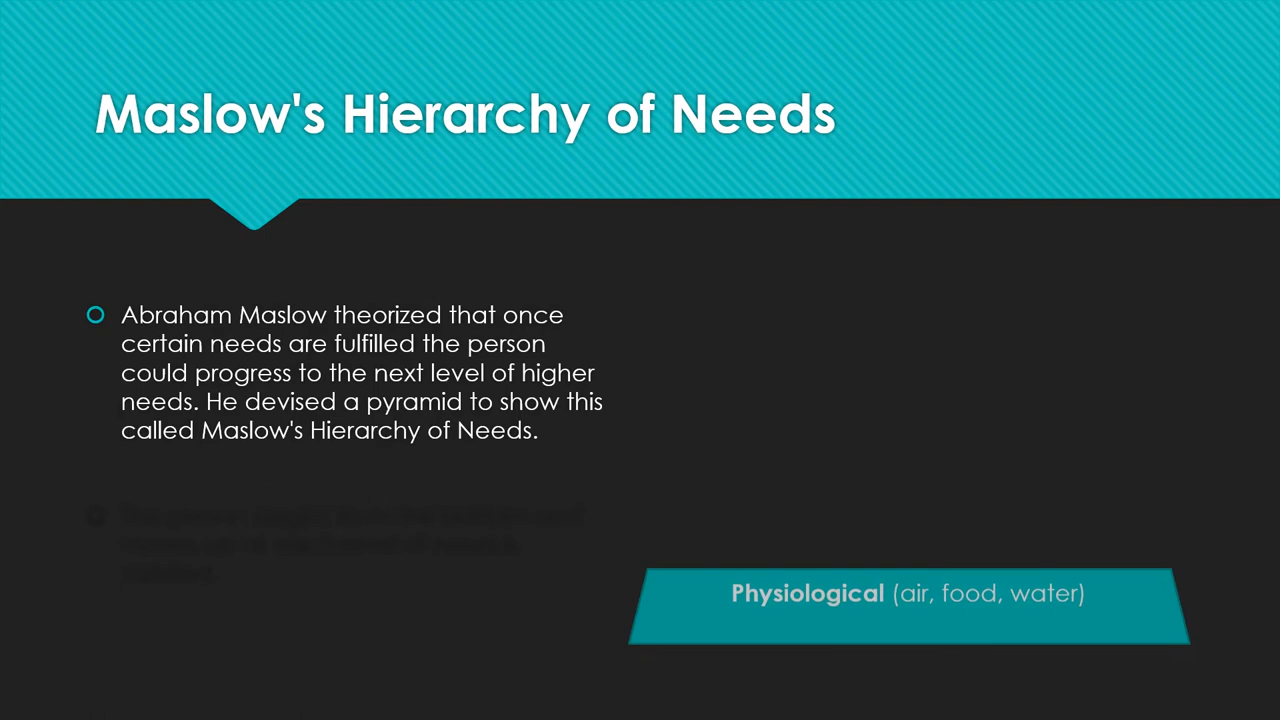 Maslow's Hierarchy of Needs
Abraham Maslow theorized that once
certain needs are fulfilled the person
could progress to the next level of higher
needs. He devised a pyramid to show this
called Maslow's Hierarchy of Needs.
Physiological (air, food, water)